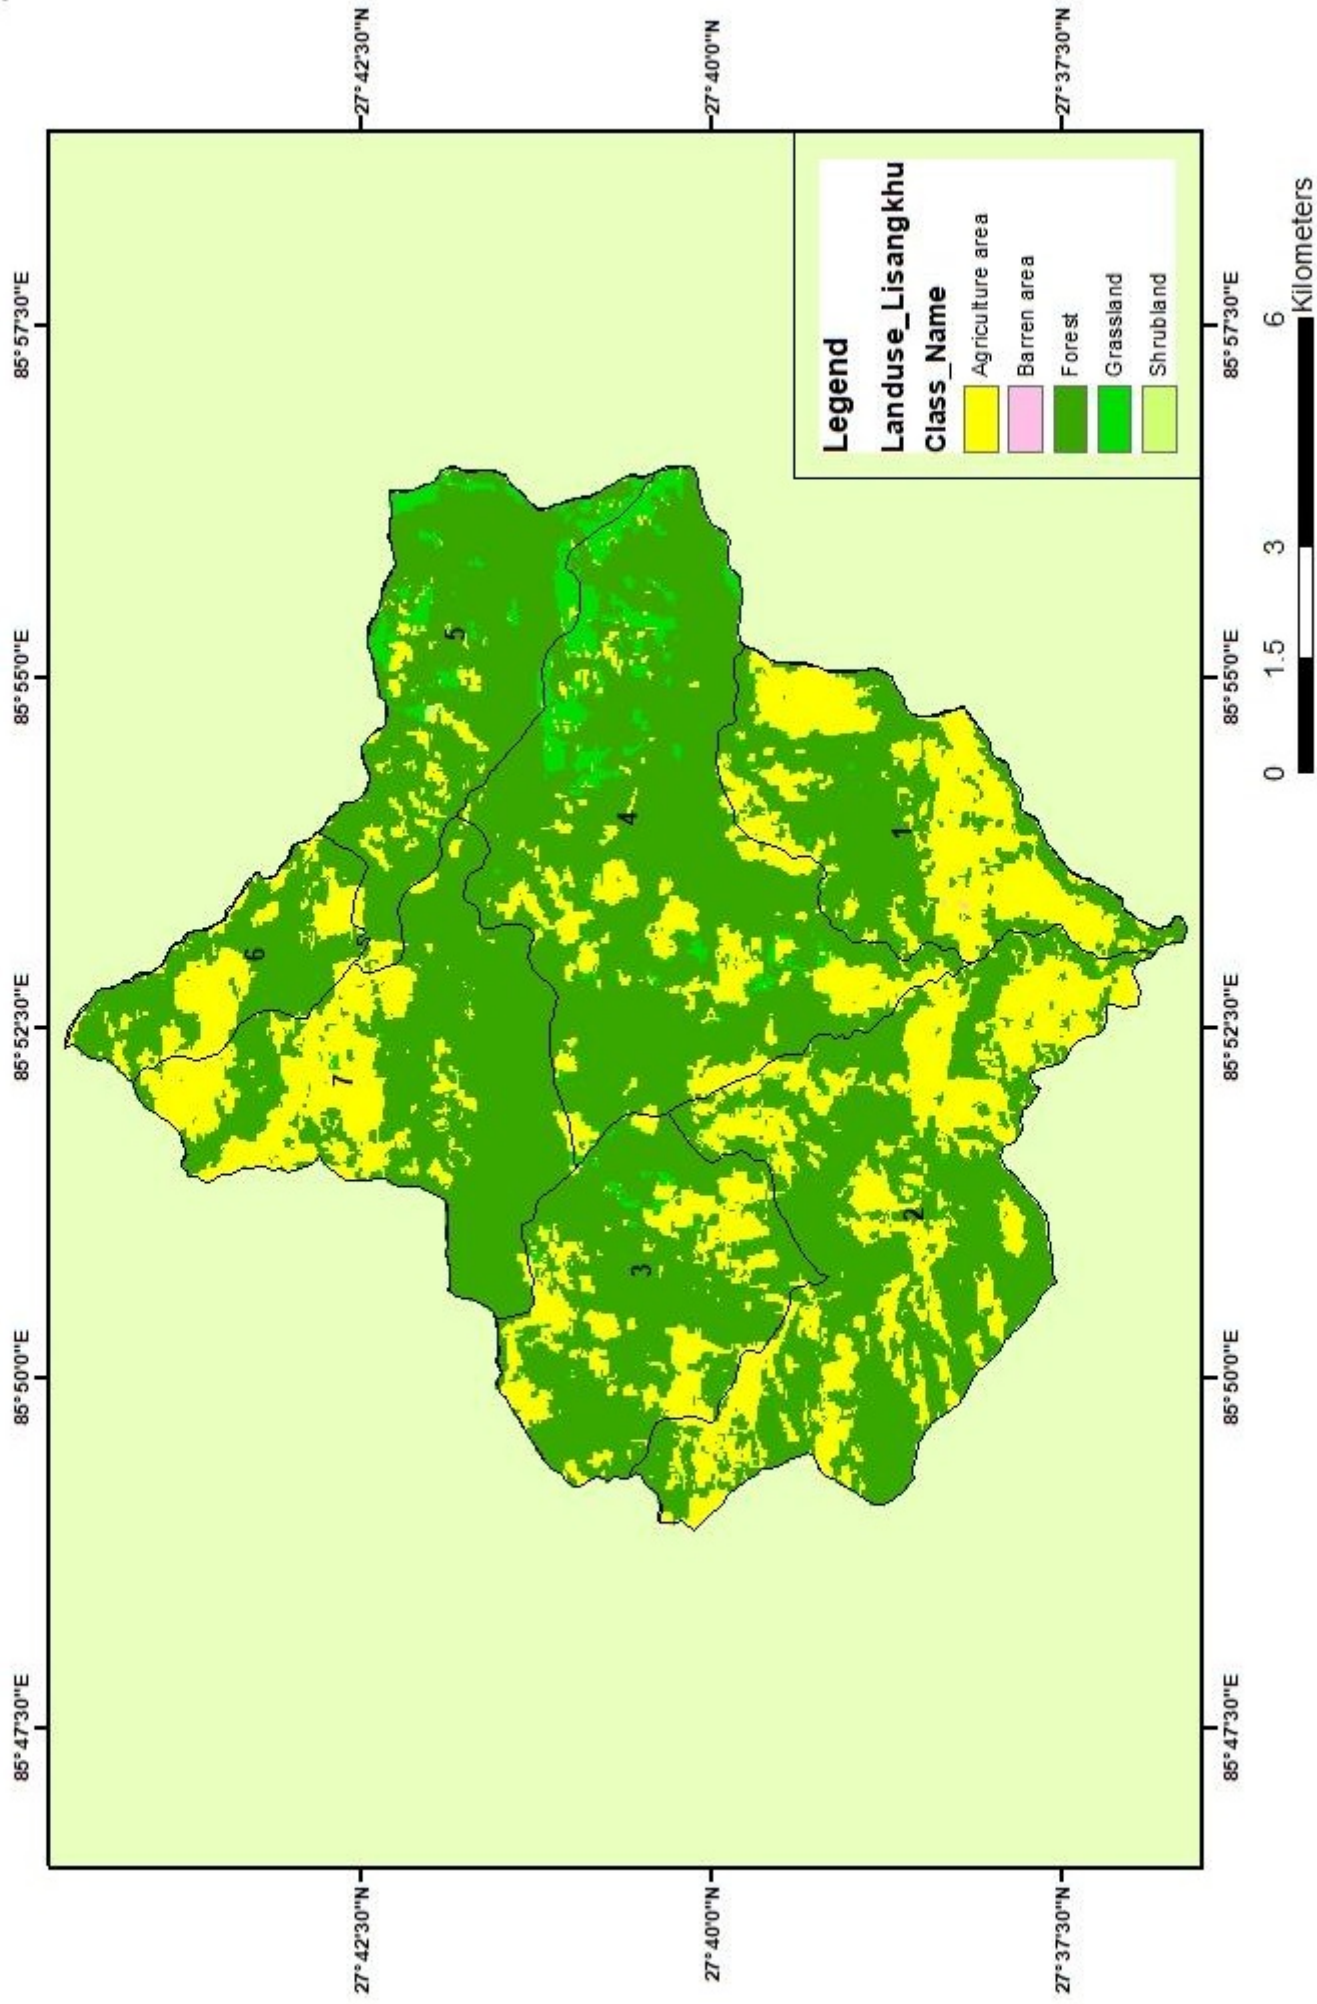 85°47'30"E
85°50'0"E
85°52'30"E
85°55'0"E
85°57'30"E
27°42'30"N
27°42'30"N
27°40'0"N
27°40'0"N
27°37'30"N
27°37'30"N
6
7
5
4
3
2
1
Legend
Landuse_Lisangkhu
Class_Name
Agriculture area
Barren area
Forest
Grassland
Shrubland
85°47'30"E
85°50'0"E
85°52'30"E
85°55'0"E
85°57'30"E
0 1.5 3 6
Kilometers